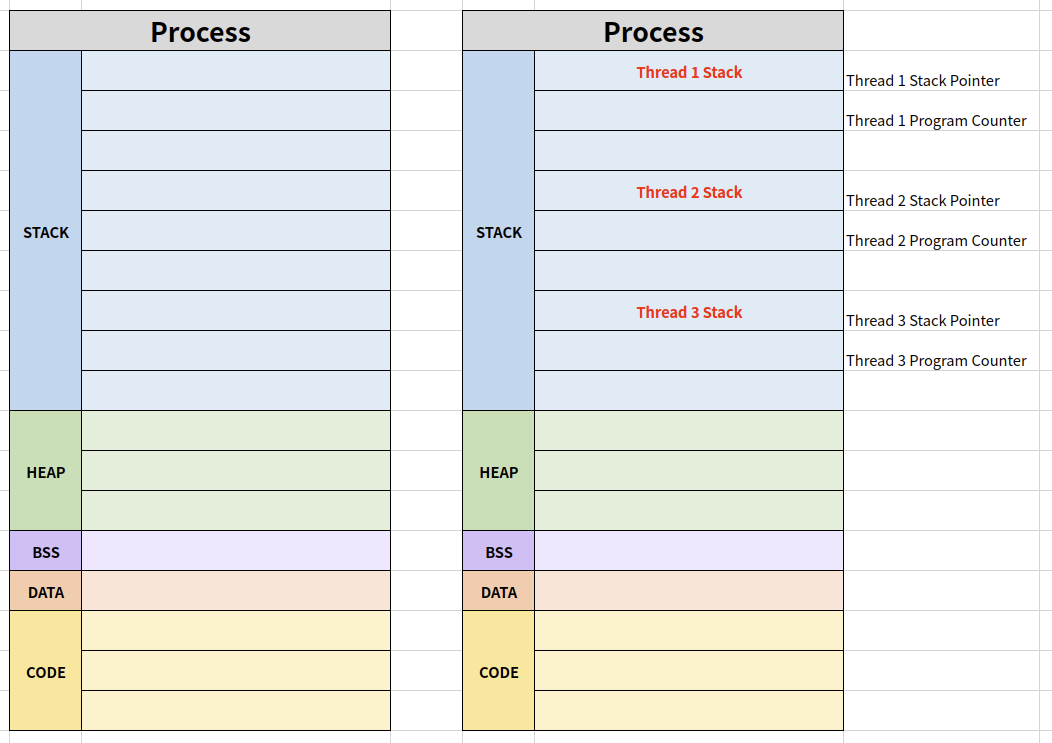 Process
STACK
HEAP
BSS
DATA
CODE
Process
STACK
Thread 1 Stack
Thread 1 Stack Pointer
Thread 1 Program Counter
Thread 2 Stack
Thread 2 Stack Pointer
Thread 2 Program Counter
Thread 3 Stack
Thread 3 Stack Pointer
Thread 3 Program Counter
HEAP
BSS
DATA
CODE